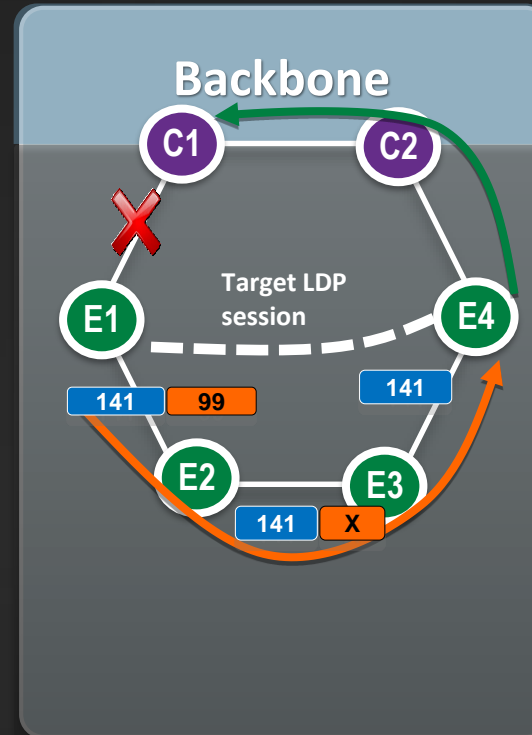 Backbone
C1
C2
Target LDP
session
E1
E4
141
99
141
E2
E3
141
X